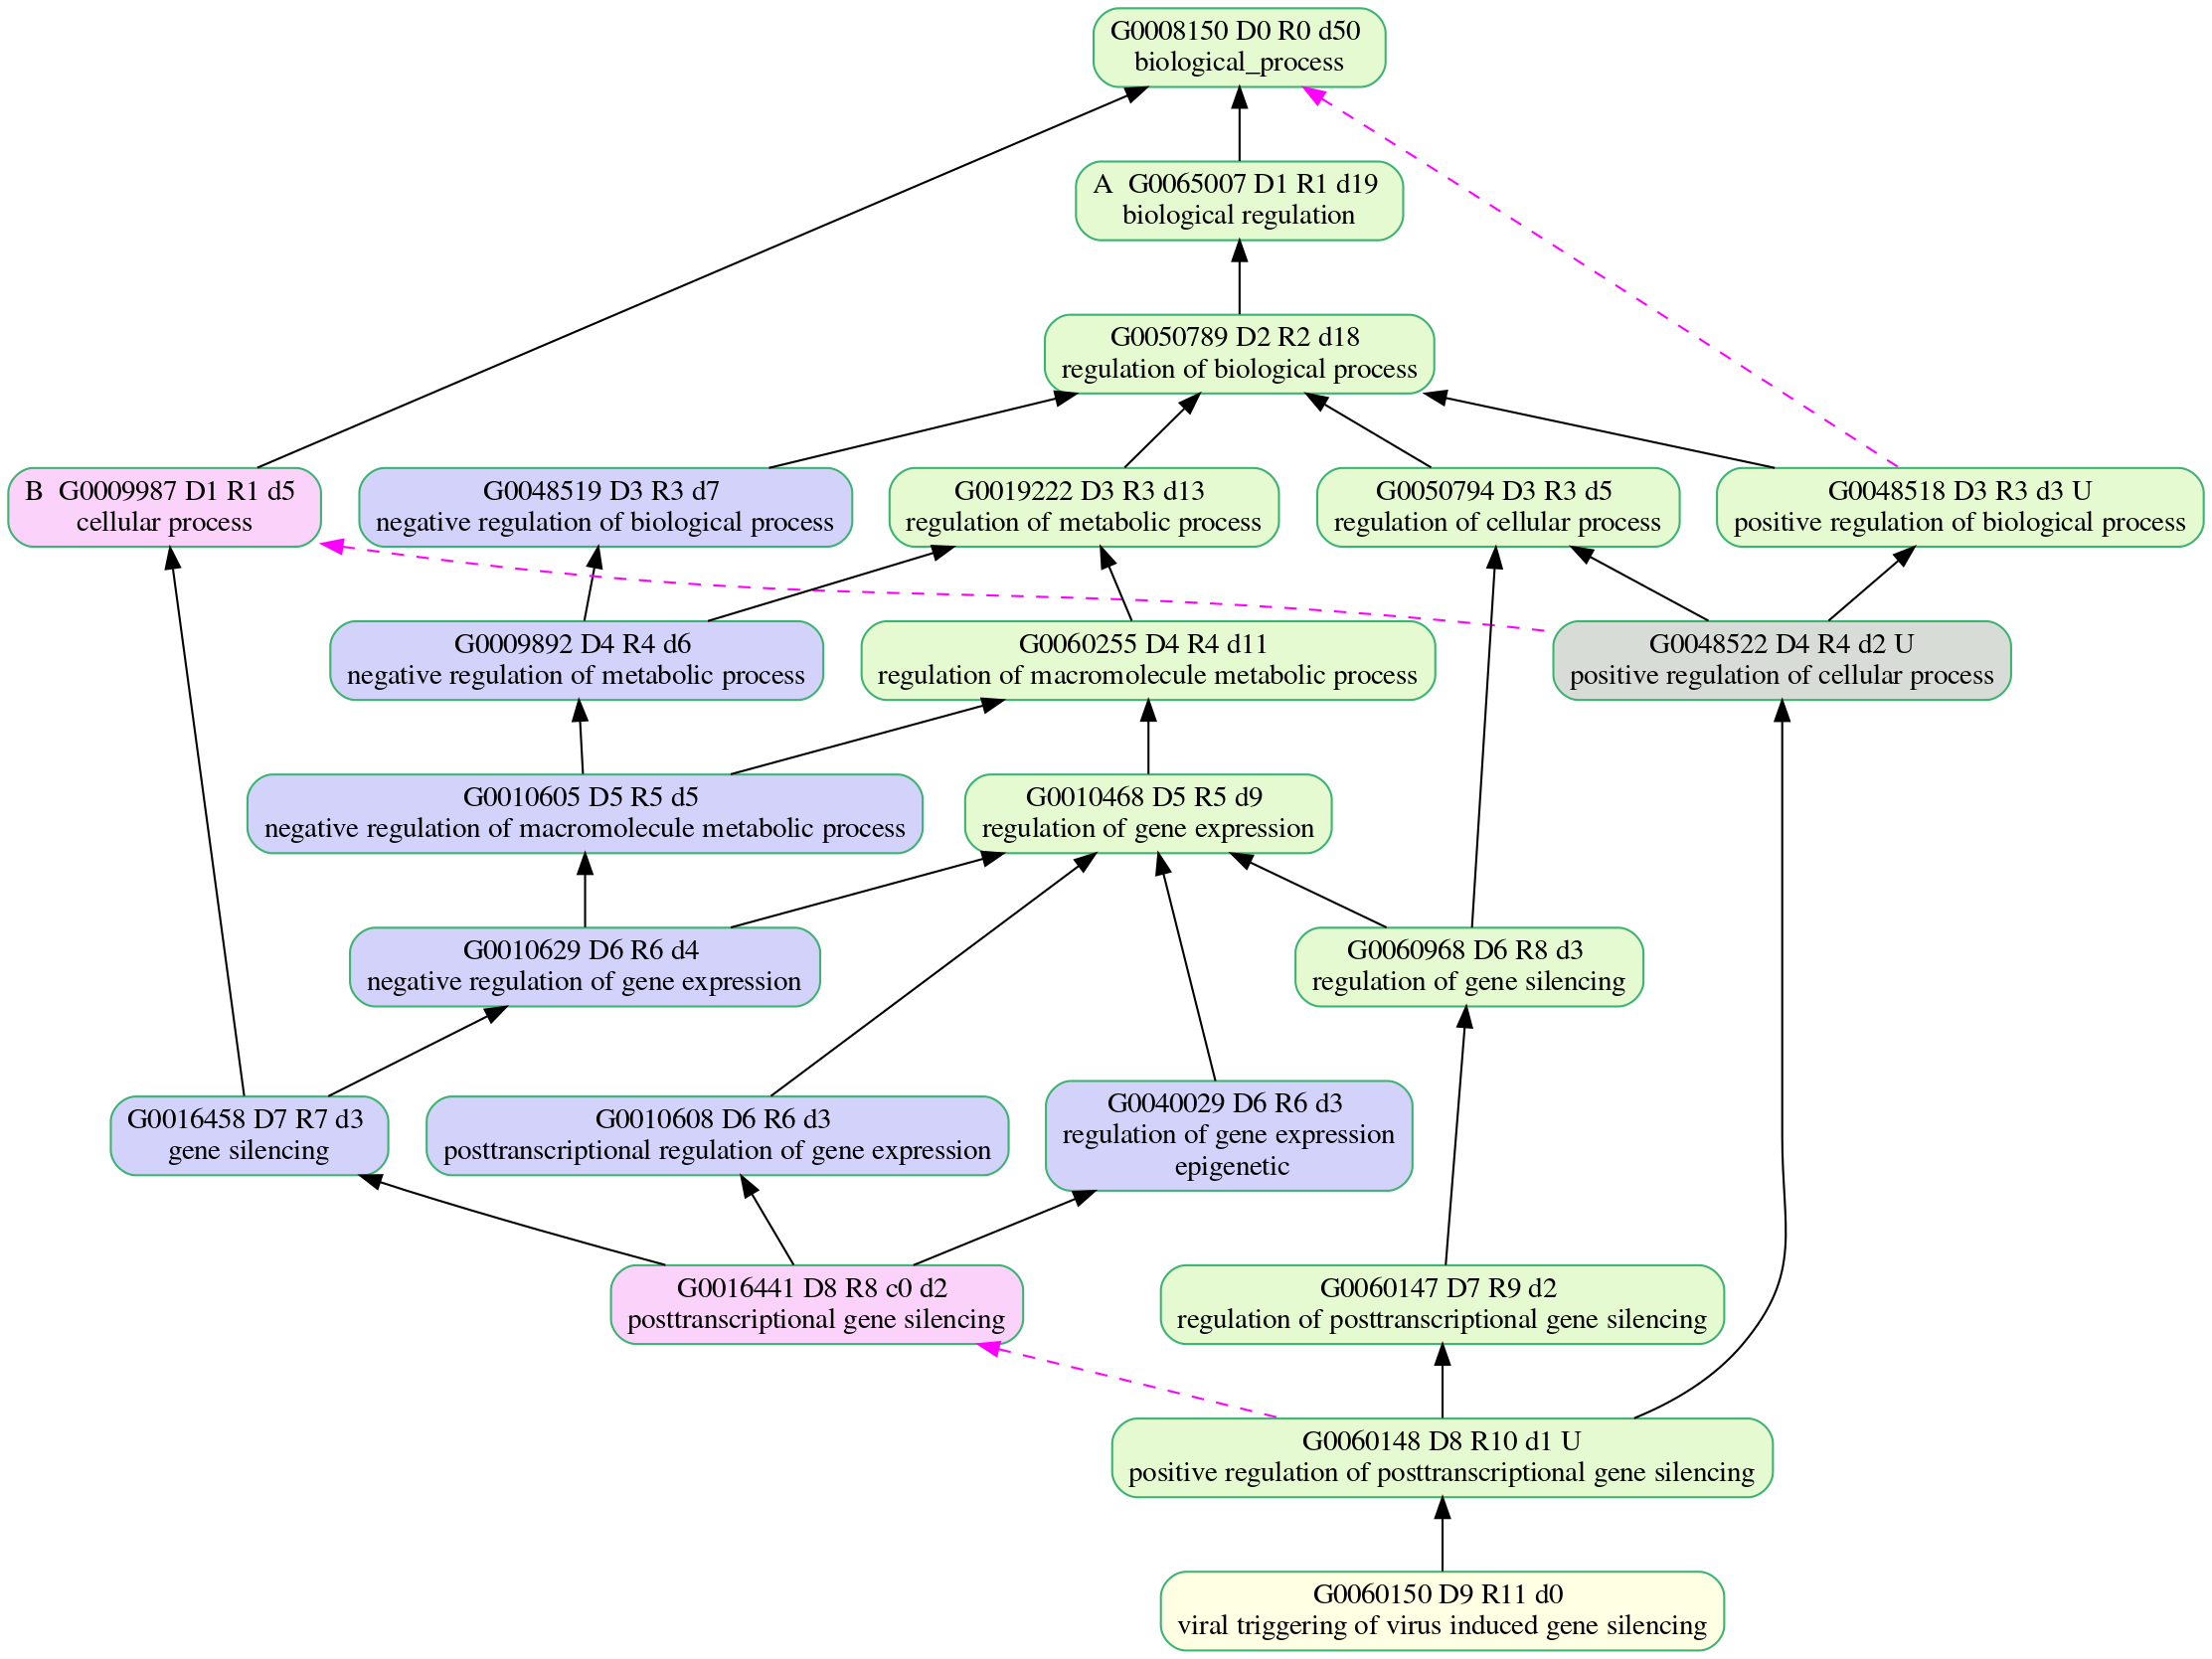 G0008150 D0 R0 d50
biological_process
A  G0065007 D1 R1 d19
biological regulation
G0050789 D2 R2 d18
regulation of biological process
B  G0009987 D1 R1 d5
cellular process
G0048519 D3 R3 d7
negative regulation of biological process
G0019222 D3 R3 d13
regulation of metabolic process
G0050794 D3 R3 d5
regulation of cellular process
G0048518 D3 R3 d3 U
positive regulation of biological process
G0009892 D4 R4 d6
negative regulation of metabolic process
G0060255 D4 R4 d11
regulation of macromolecule metabolic process
G0048522 D4 R4 d2 U
positive regulation of cellular process
G0010605 D5 R5 d5
negative regulation of macromolecule metabolic process
G0010468 D5 R5 d9
regulation of gene expression
G0010629 D6 R6 d4
negative regulation of gene expression
G0060968 D6 R8 d3
regulation of gene silencing
G0016458 D7 R7 d3
gene silencing
G0010608 D6 R6 d3
posttranscriptional regulation of gene expression
G0040029 D6 R6 d3
regulation of gene expression
epigenetic
G0016441 D8 R8 c0 d2
posttranscriptional gene silencing
G0060147 D7 R9 d2
regulation of posttranscriptional gene silencing
G0060148 D8 R10 d1 U
positive regulation of posttranscriptional gene silencing
G0060150 D9 R11 d0
viral triggering of virus induced gene silencing